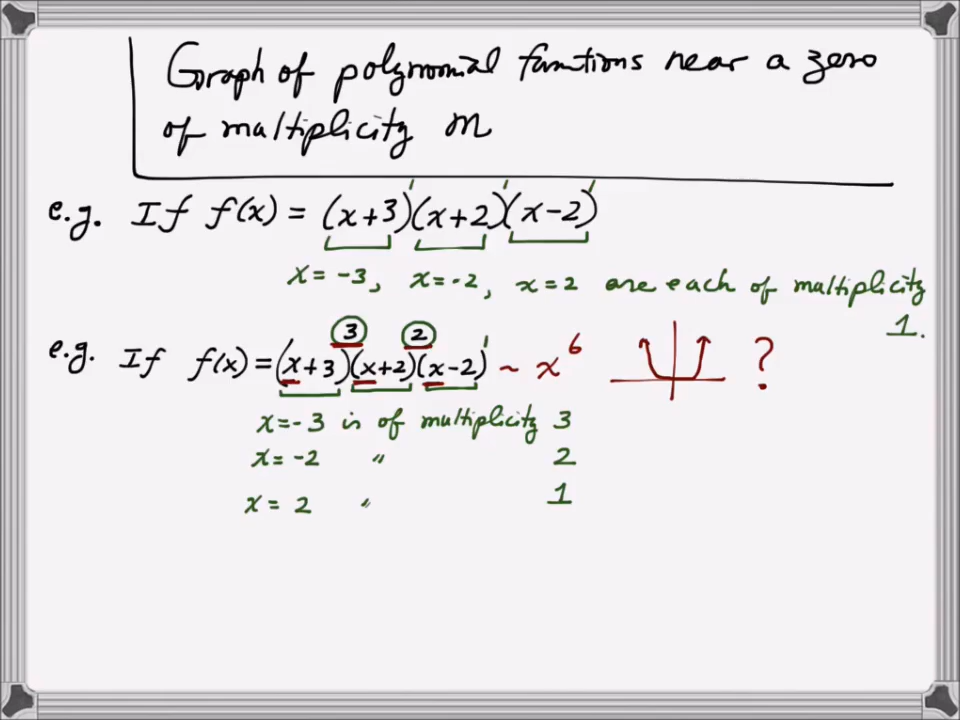 Graph of polynomial functions near a zero
of multiplicity m
e.g. If f(x) = (x+3)'(x+2)'(x-2)'
x = -3, x = -2, x = 2 are each of multiplicity
1.
e.g. If f(x) = (x+3)³(x+2)²(x-2)' ~ x⁶ ?
x = -3 is of multiplicity 3
x = -2 " 2
x = 2 " 1